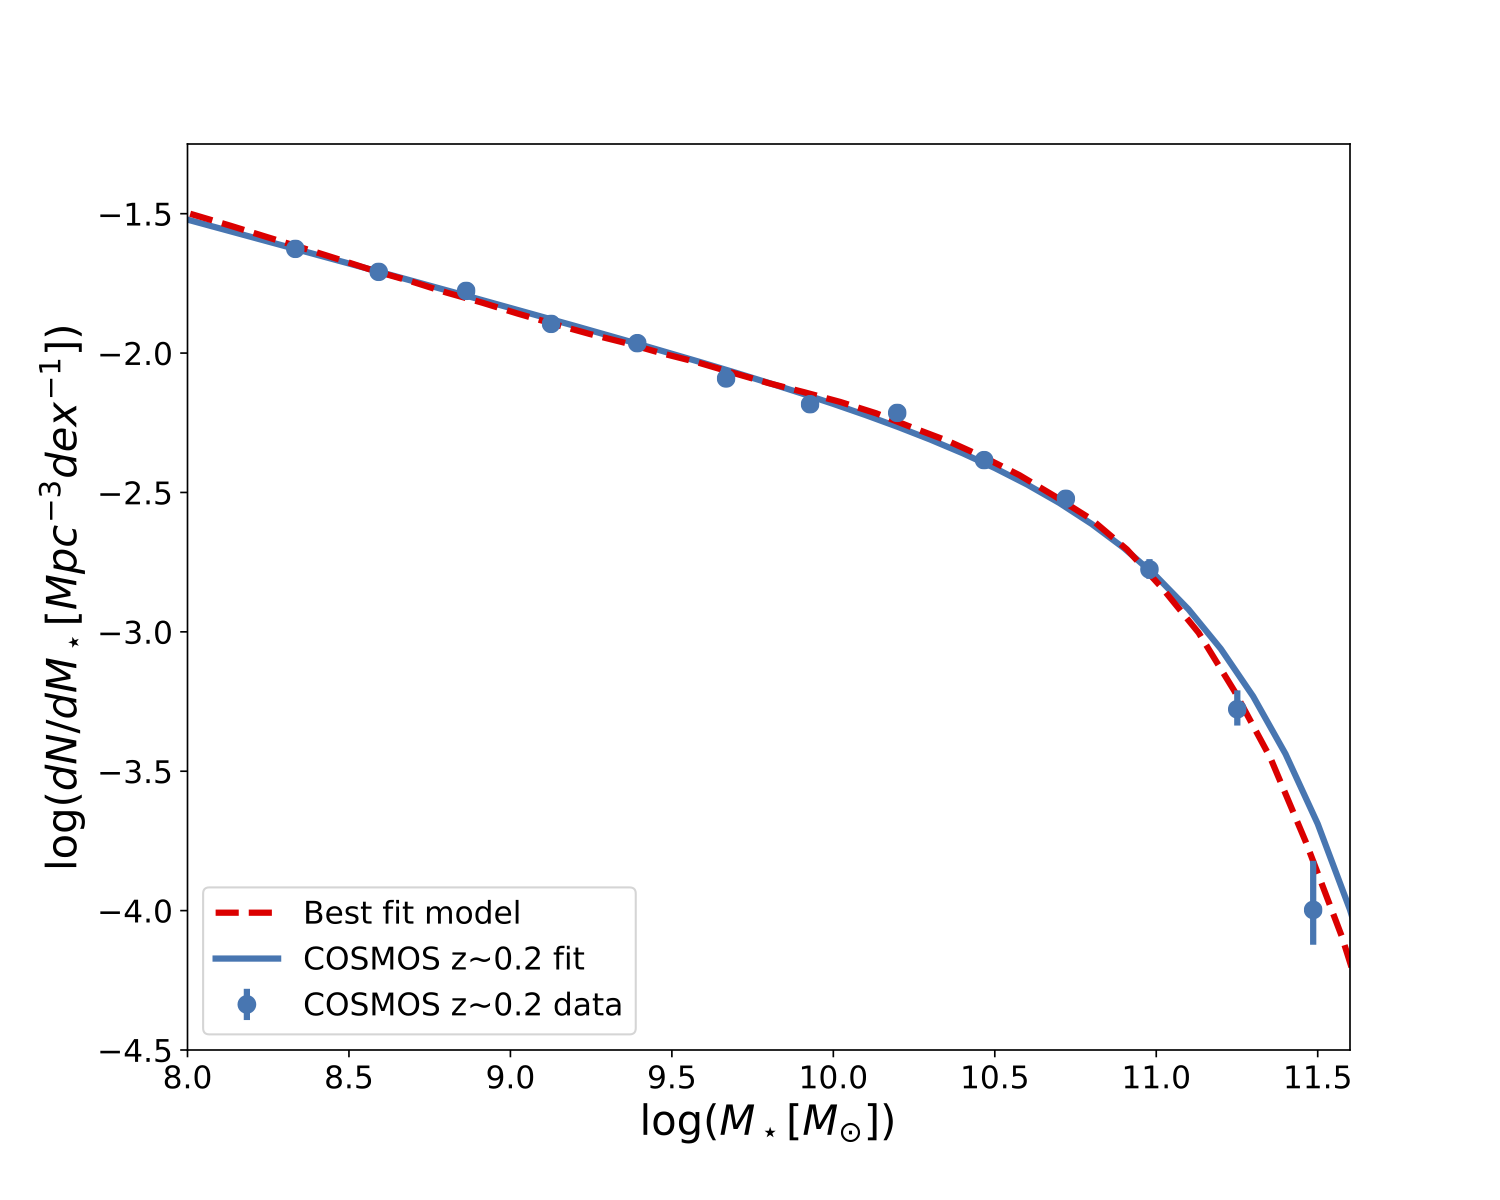 −1.5
−2.0
−2.5
−3.0
−3.5
−4.0
−4.5
log(dN/dM⋆[Mpc⁻³dex⁻¹])
Best fit model
COSMOS z~0.2 fit
COSMOS z~0.2 data
8.0 8.5 9.0 9.5 10.0 10.5 11.0 11.5
log(M⋆[M⊙])